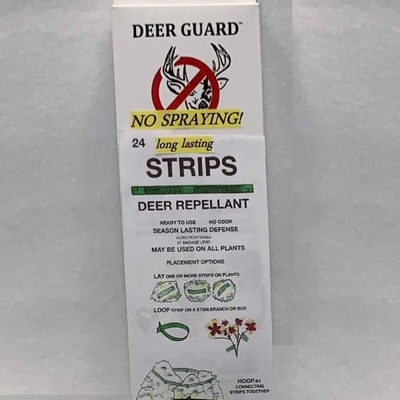 DEER GUARD™
NO SPRAYING!
24 long lasting
STRIPS
DEER REPELLANT
READY TO USE NO ODOR
SEASON LASTING DEFENSE
WHEN POSITIONED
AT BROWSE LEVEL
MAY BE USED ON ALL PLANTS
PLACEMENT OPTIONS
LAY ONE OR MORE STRIPS ON PLANTS
LOOP STRIP ON A STEM,BRANCH OR BUD
HOOP BY
CONNECTING
STRIPS TOGETHER